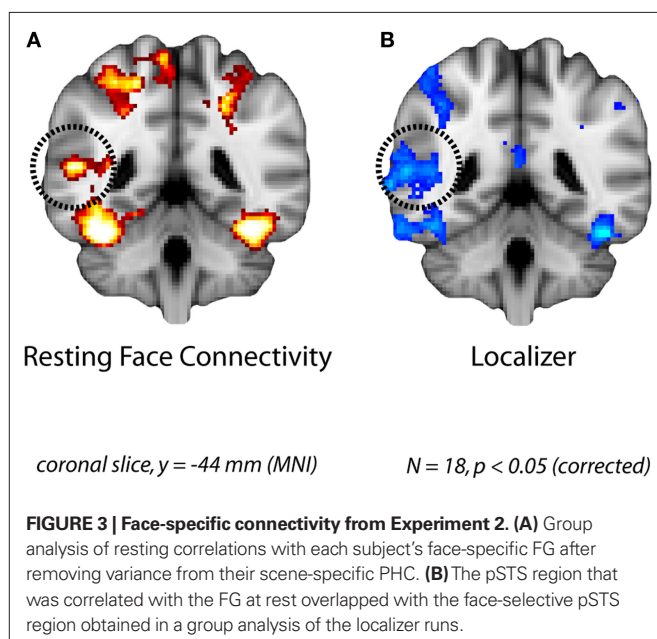 A
B
Resting Face Connectivity
Localizer
coronal slice, y = -44 mm (MNI)
N = 18, p < 0.05 (corrected)
FIGURE 3 | Face-specific connectivity from Experiment 2. (A) Group
analysis of resting correlations with each subject's face-specific FG after
removing variance from their scene-specific PHC. (B) The pSTS region that
was correlated with the FG at rest overlapped with the face-selective pSTS
region obtained in a group analysis of the localizer runs.